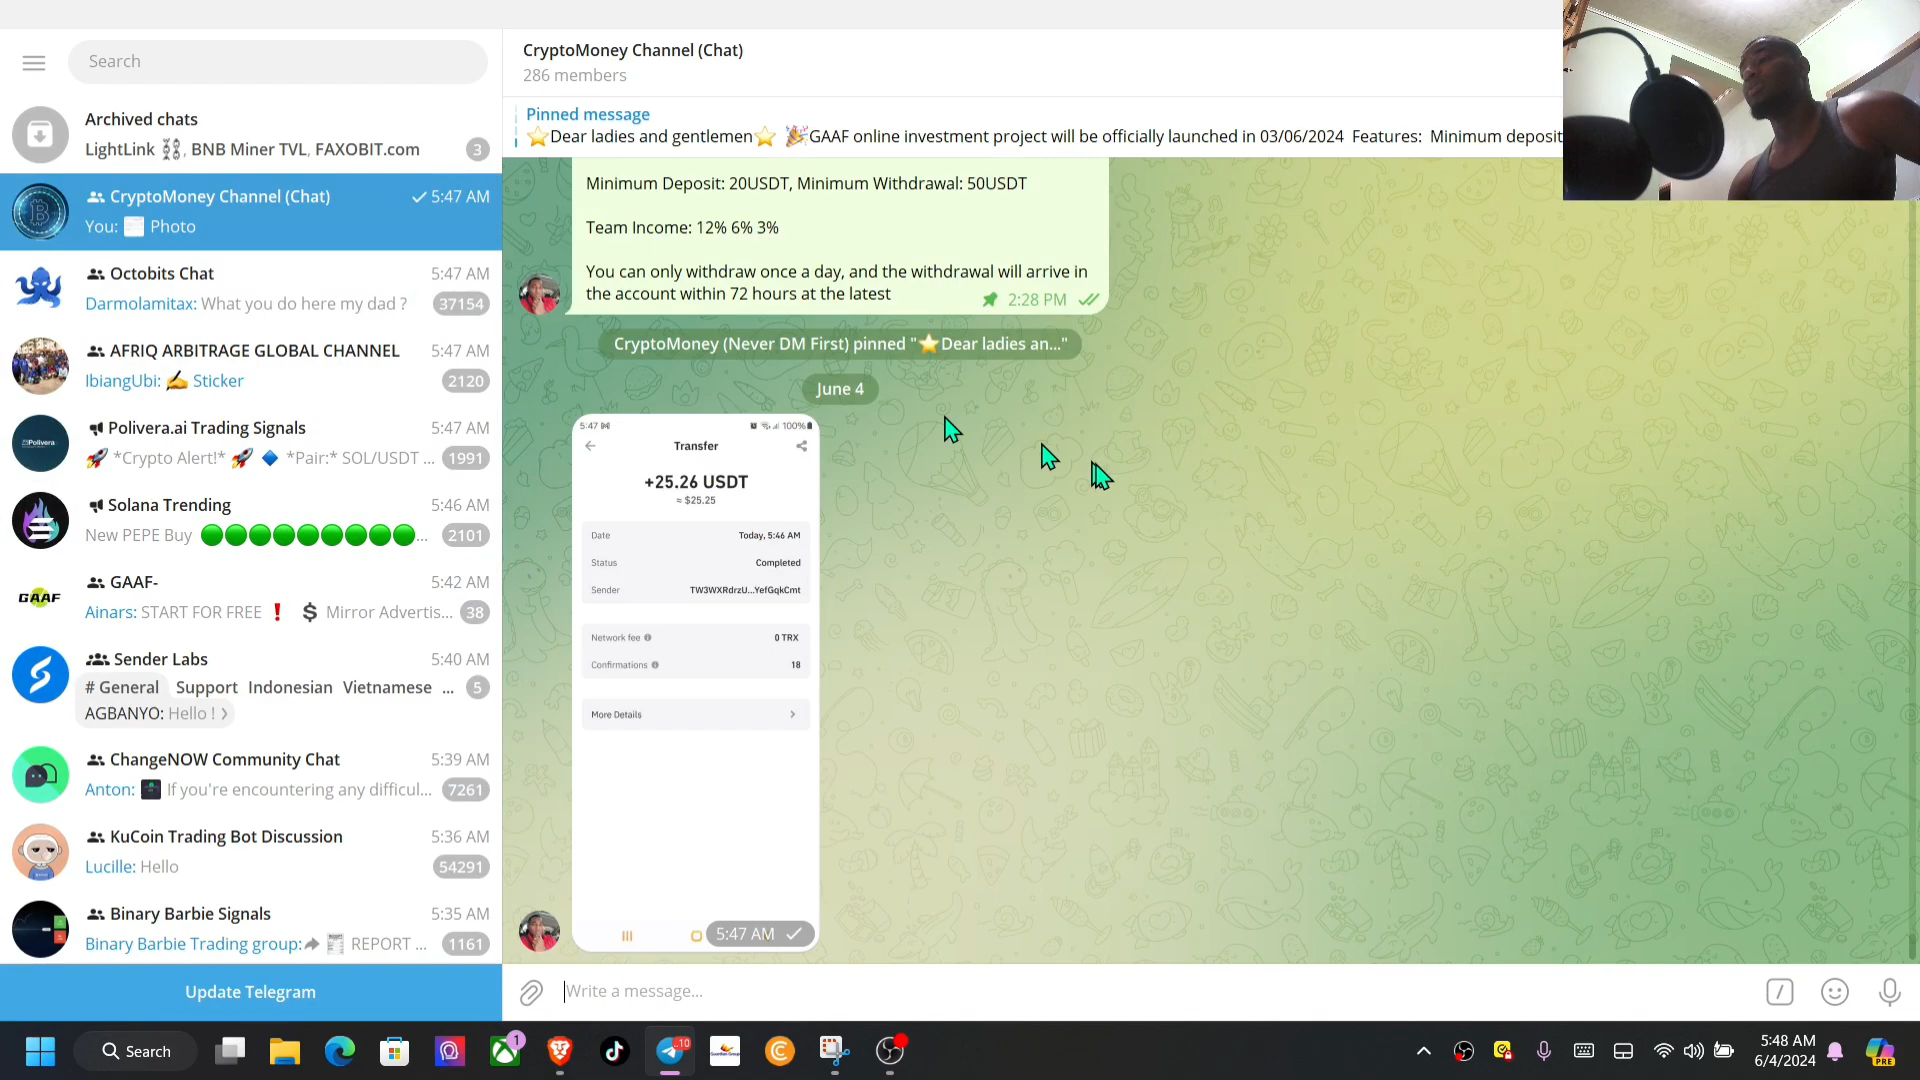 Search
Archived chats
LightLink ⛓️, BNB Miner TVL, FAXOBIT.com
3
CryptoMoney Channel (Chat)
5:47 AM
You: Photo
Octobits Chat
5:47 AM
Darmolamitax: What you do here my dad ?
37154
AFRIQ ARBITRAGE GLOBAL CHANNEL
5:47 AM
IbiangUbi: ✍ Sticker
2120
Polivera.ai Trading Signals
5:47 AM
Polivera
🚀 *Crypto Alert!* 🚀 🔷 *Pair:* SOL/USDT ...
1991
Solana Trending
5:46 AM
New PEPE Buy 🟢🟢🟢🟢🟢🟢🟢🟢🟢...
2101
GAAF
GAAF-
5:42 AM
Ainars: START FOR FREE ❗ 💲 Mirror Advertis...
38
Sender Labs
5:40 AM
# General Support Indonesian Vietnamese ...
5
AGBANYO: Hello ! >
ChangeNOW Community Chat
5:39 AM
Anton: If you're encountering any difficul...
7261
KuCoin Trading Bot Discussion
5:36 AM
Lucille: Hello
54291
Binary Barbie Signals
5:35 AM
Binary Barbie Trading group: REPORT ...
1161
Update Telegram
CryptoMoney Channel (Chat)
286 members
Pinned message
⭐Dear ladies and gentlemen⭐ 🎉GAAF online investment project will be officially launched in 03/06/2024 Features: Minimum deposit
Minimum Deposit: 20USDT, Minimum Withdrawal: 50USDT
Team Income: 12% 6% 3%
You can only withdraw once a day, and the withdrawal will arrive in
the account within 72 hours at the latest
2:28 PM
CryptoMoney (Never DM First) pinned "⭐Dear ladies an..."
June 4
5:47
100%
Transfer
+25.26 USDT
≈ $25.25
Date
Today, 5:46 AM
Status
Completed
Sender
TW3WXRdrzU...YefGqkCmt
Network fee
0 TRX
Confirmations
18
More Details
5:47 AM
Write a message...
Search
1
..10
5:48 AM
6/4/2024
PRE